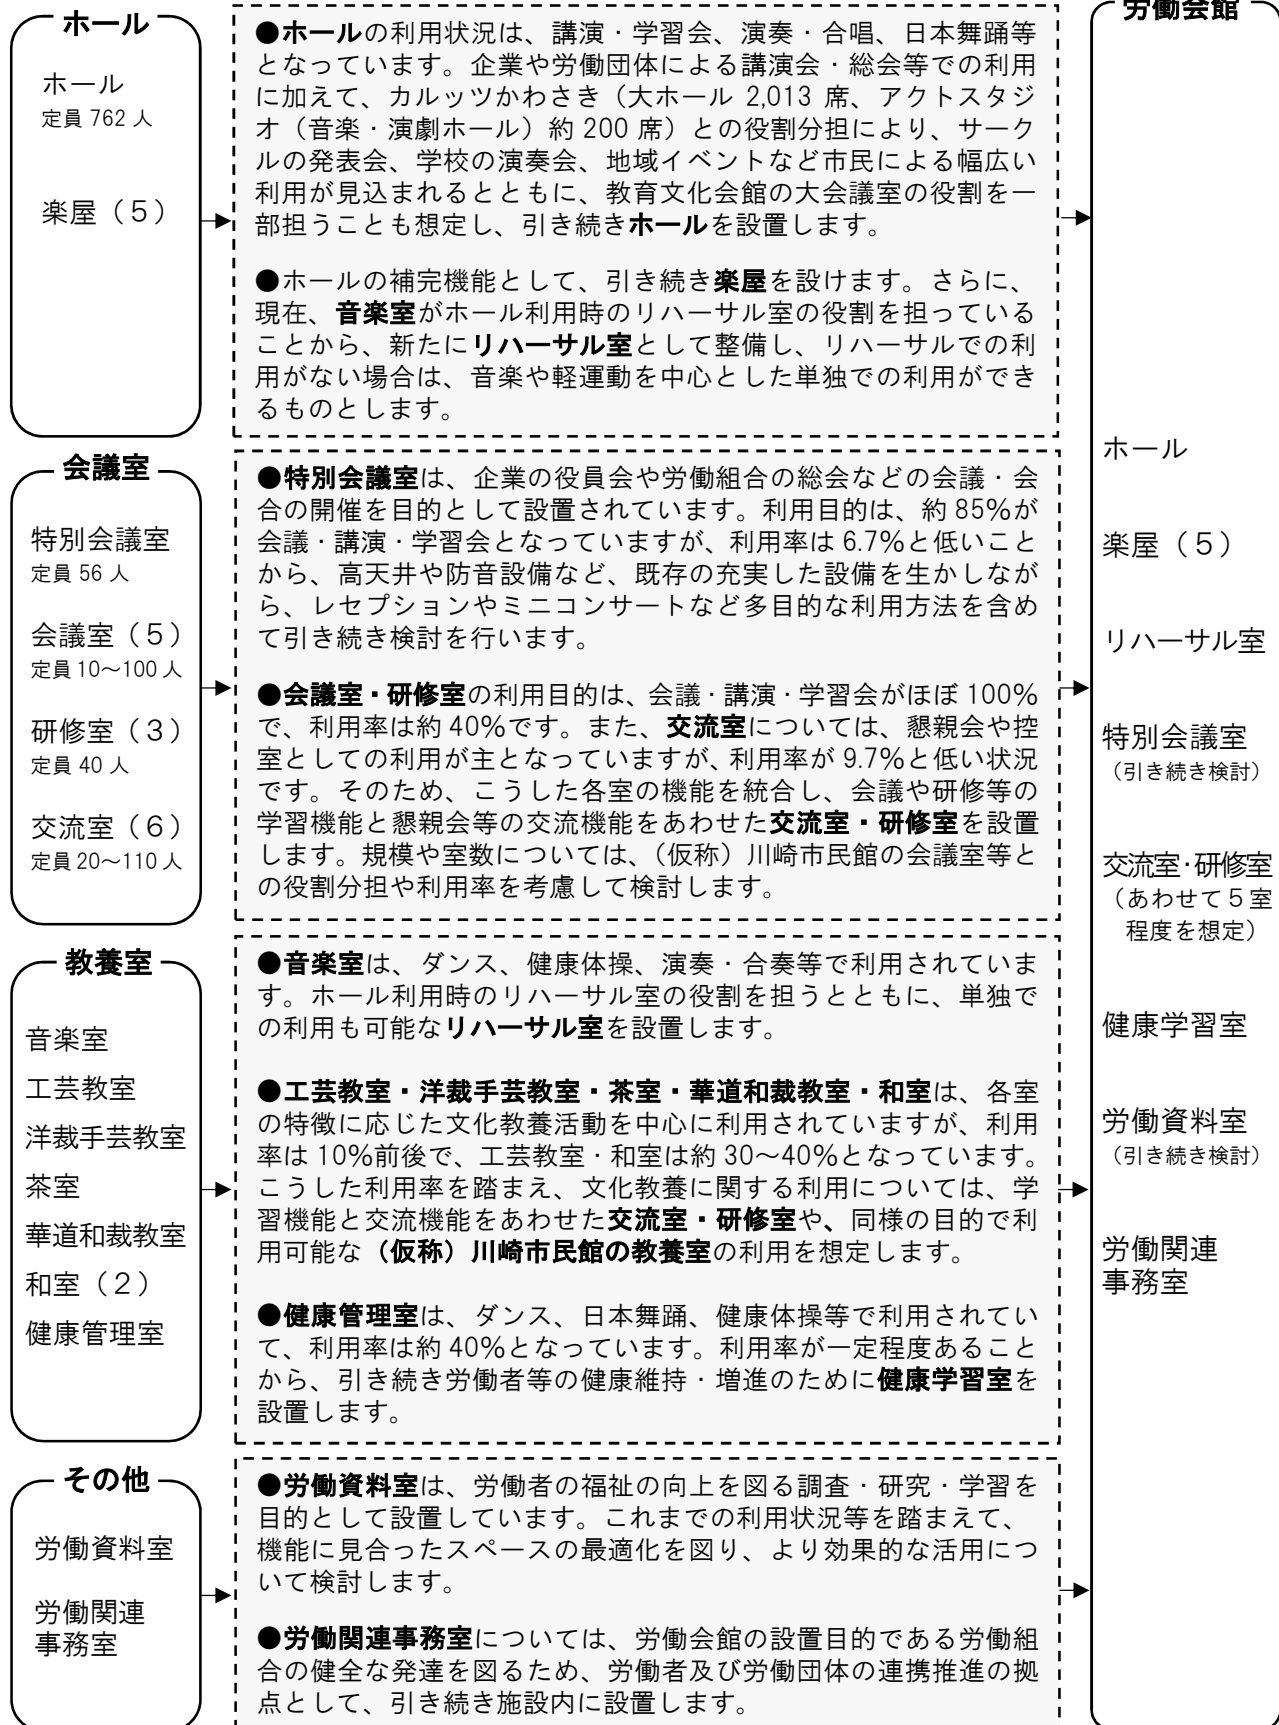 ホール
ホール
定員 762 人
楽屋（５）
●ホールの利用状況は、講演・学習会、演奏・合唱、日本舞踊等
となっています。企業や労働団体による講演会・総会等での利用
に加えて、カルッツかわさき（大ホール 2,013 席、アクトスタジ
オ（音楽・演劇ホール）約 200 席）との役割分担により、サーク
ルの発表会、学校の演奏会、地域イベントなど市民による幅広い
利用が見込まれるとともに、教育文化会館の大会議室の役割を一
部担うことも想定し、引き続きホールを設置します。
●ホールの補完機能として、引き続き楽屋を設けます。さらに、
現在、音楽室がホール利用時のリハーサル室の役割を担っている
ことから、新たにリハーサル室として整備し、リハーサルでの利
用がない場合は、音楽や軽運動を中心とした単独での利用ができ
るものとします。
会議室
特別会議室
定員 56 人
会議室（５）
定員 10～100 人
研修室（３）
定員 40 人
交流室（６）
定員 20～110 人
●特別会議室は、企業の役員会や労働組合の総会などの会議・会
合の開催を目的として設置されています。利用目的は、約 85%が
会議・講演・学習会となっていますが、利用率は 6.7%と低いこと
から、高天井や防音設備など、既存の充実した設備を生かしなが
ら、レセプションやミニコンサートなど多目的な利用方法を含め
て引き続き検討を行います。
●会議室・研修室の利用目的は、会議・講演・学習会がほぼ 100%
で、利用率は約 40%です。また、交流室については、懇親会や控
室としての利用が主となっていますが、利用率が 9.7%と低い状況
です。そのため、こうした各室の機能を統合し、会議や研修等の
学習機能と懇親会等の交流機能をあわせた交流室・研修室を設置
します。規模や室数については、（仮称）川崎市民館の会議室等と
の役割分担や利用率を考慮して検討します。
教養室
音楽室
工芸教室
洋裁手芸教室
茶室
華道和裁教室
和室（２）
健康管理室
●音楽室は、ダンス、健康体操、演奏・合奏等で利用されていま
す。ホール利用時のリハーサル室の役割を担うとともに、単独で
の利用も可能なリハーサル室を設置します。
●工芸教室・洋裁手芸教室・茶室・華道和裁教室・和室は、各室
の特徴に応じた文化教養活動を中心に利用されていますが、利用
率は 10%前後で、工芸教室・和室は約 30～40%となっています。
こうした利用率を踏まえ、文化教養に関する利用については、学
習機能と交流機能をあわせた交流室・研修室や、同様の目的で利
用可能な（仮称）川崎市民館の教養室の利用を想定します。
●健康管理室は、ダンス、日本舞踊、健康体操等で利用されてい
て、利用率は約 40%となっています。利用率が一定程度あること
から、引き続き労働者等の健康維持・増進のために健康学習室を
設置します。
その他
労働資料室
労働関連
事務室
●労働資料室は、労働者の福祉の向上を図る調査・研究・学習を
目的として設置しています。これまでの利用状況等を踏まえて、
機能に見合ったスペースの最適化を図り、より効果的な活用につ
いて検討します。
●労働関連事務室については、労働会館の設置目的である労働組
合の健全な発達を図るため、労働者及び労働団体の連携推進の拠
点として、引き続き施設内に設置します。
労働会館
ホール
楽屋（５）
リハーサル室
特別会議室
（引き続き検討）
交流室・研修室
（あわせて５室
程度を想定）
健康学習室
労働資料室
（引き続き検討）
労働関連
事務室